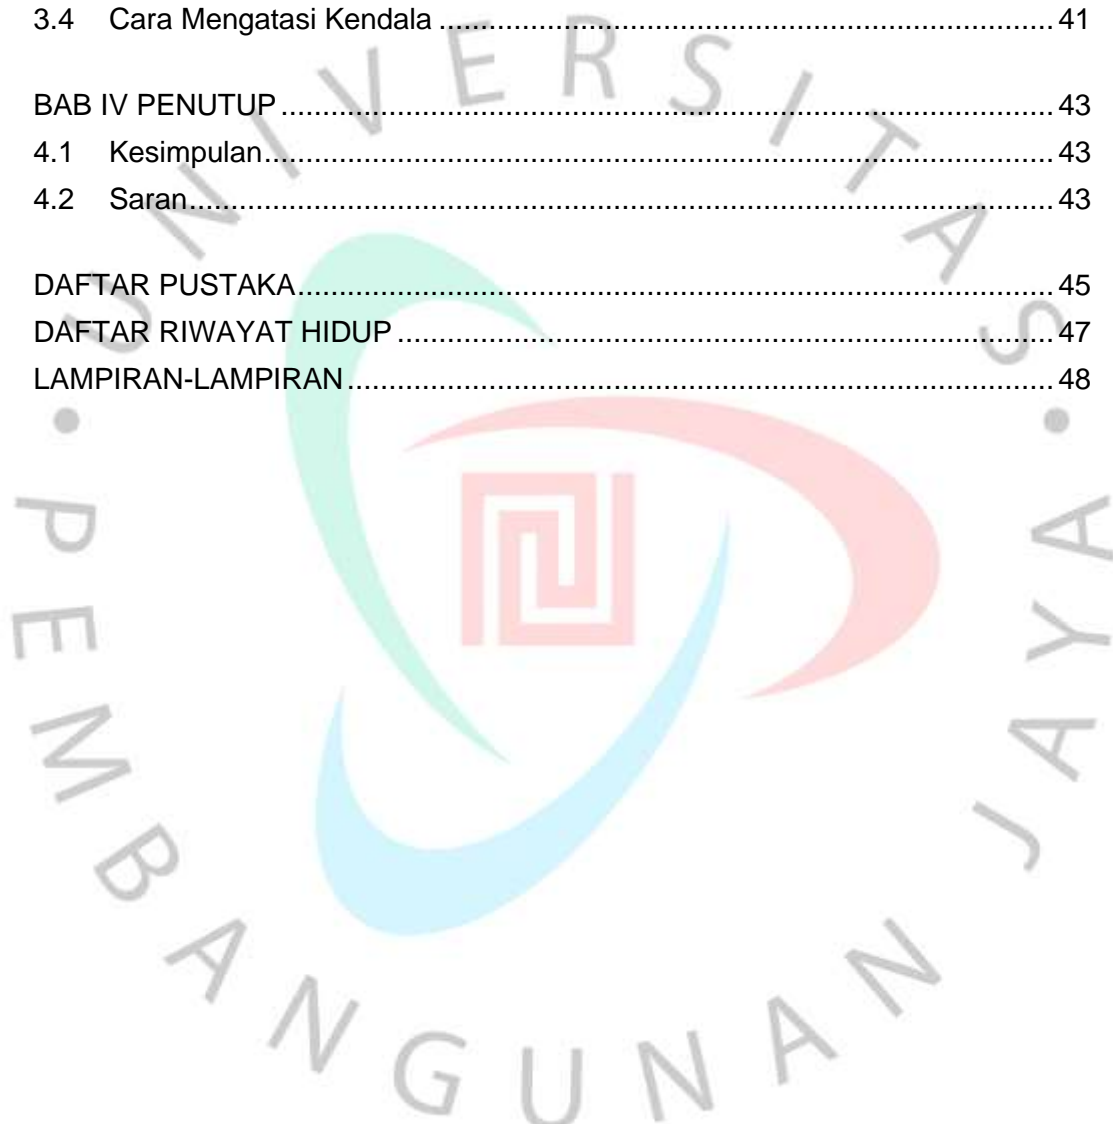 3.4 Cara Mengatasi Kendala ........................................................................... 41
BAB IV PENUTUP .............................................................................................. 43
4.1 Kesimpulan................................................................................................ 43
4.2 Saran......................................................................................................... 43
DAFTAR PUSTAKA............................................................................................ 45
DAFTAR RIWAYAT HIDUP ................................................................................ 47
LAMPIRAN-LAMPIRAN...................................................................................... 48
UNIVERSITAS
PEMBANGUNAN JAYA